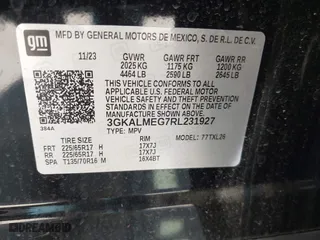 gm
MFD BY GENERAL MOTORS DE MEXICO, S. DE R.L. DE C.V.
11/23 GVWR GAWR FRT GAWR RR
2025 KG 1175 KG 1200 KG
4464 LB 2590 LB 2645 LB
THIS VEHICLE CONFORMS TO ALL APPLICABLE U.S.
FEDERAL MOTOR VEHICLE SAFETY, BUMPER, AND
THEFT PREVENTION STANDARDS IN EFFECT ON
THE DATE OF MANUFACTURE SHOWN ABOVE.
3GKALMEG7RL231927
384A TYPE: MPV MODEL:
TIRE SIZE RIM
FRT 225/65R17 H 17X7J
RR 225/65R17 H 17X7J
SPA T135/70R16 M 16X4BT